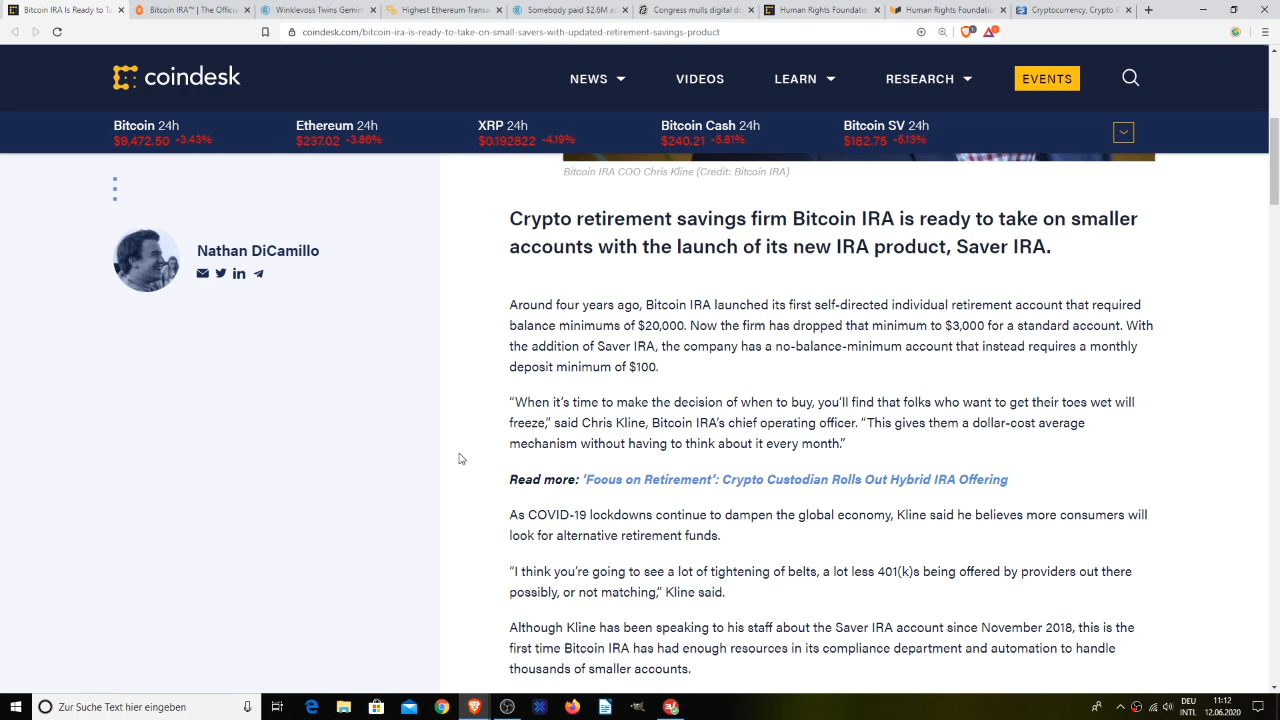 Bitcoin IRA Is Ready to Ta
Bitcoin IRA™ | The Officia
Winklevoss Twins Gemin
Highest Ethereum Transa
Somebody paid $2.6M a
Congress mulls digital do
Human Rights Foundatio
Human Rights Foundatio
Cryptocurrency, Crypto P
coindesk.com/bitcoin-ira-is-ready-to-take-on-small-savers-with-updated-retirement-savings-product
coindesk
NEWS
VIDEOS
LEARN
RESEARCH
EVENTS
Bitcoin 24h
$9,472.50 -3.43%
Ethereum 24h
$237.02 -3.86%
XRP 24h
$0.192822 -4.19%
Bitcoin Cash 24h
$240.21 -5.81%
Bitcoin SV 24h
$182.75 -5.13%
Bitcoin IRA COO Chris Kline (Credit: Bitcoin IRA)
Nathan DiCamillo
Crypto retirement savings firm Bitcoin IRA is ready to take on smaller
accounts with the launch of its new IRA product, Saver IRA.
Around four years ago, Bitcoin IRA launched its first self-directed individual retirement account that required
balance minimums of $20,000. Now the firm has dropped that minimum to $3,000 for a standard account. With
the addition of Saver IRA, the company has a no-balance-minimum account that instead requires a monthly
deposit minimum of $100.
“When it’s time to make the decision of when to buy, you’ll find that folks who want to get their toes wet will
freeze,” said Chris Kline, Bitcoin IRA’s chief operating officer. “This gives them a dollar-cost average
mechanism without having to think about it every month.”
Read more: ‘Focus on Retirement’: Crypto Custodian Rolls Out Hybrid IRA Offering
As COVID-19 lockdowns continue to dampen the global economy, Kline said he believes more consumers will
look for alternative retirement funds.
“I think you’re going to see a lot of tightening of belts, a lot less 401(k)s being offered by providers out there
possibly, or not matching,” Kline said.
Although Kline has been speaking to his staff about the Saver IRA account since November 2018, this is the
first time Bitcoin IRA has had enough resources in its compliance department and automation to handle
thousands of smaller accounts.
Zur Suche Text hier eingeben
DEU
INTL
11:12
12.06.2020